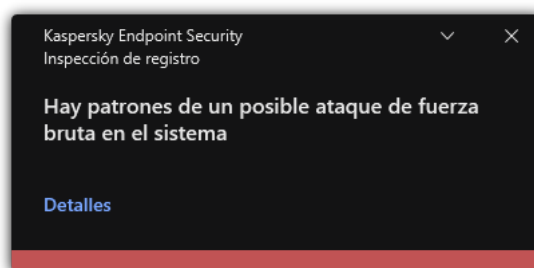 Kaspersky Endpoint Security
Inspección de registro
Hay patrones de un posible ataque de fuerza
bruta en el sistema
Detalles